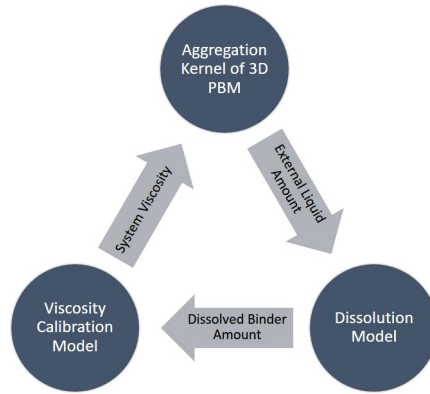 Aggregation
Kernel of 3D
PBM
External Liquid
Amount
System Viscosity
Viscosity
Calibration
Model
Dissolved Binder
Amount
Dissolution
Model